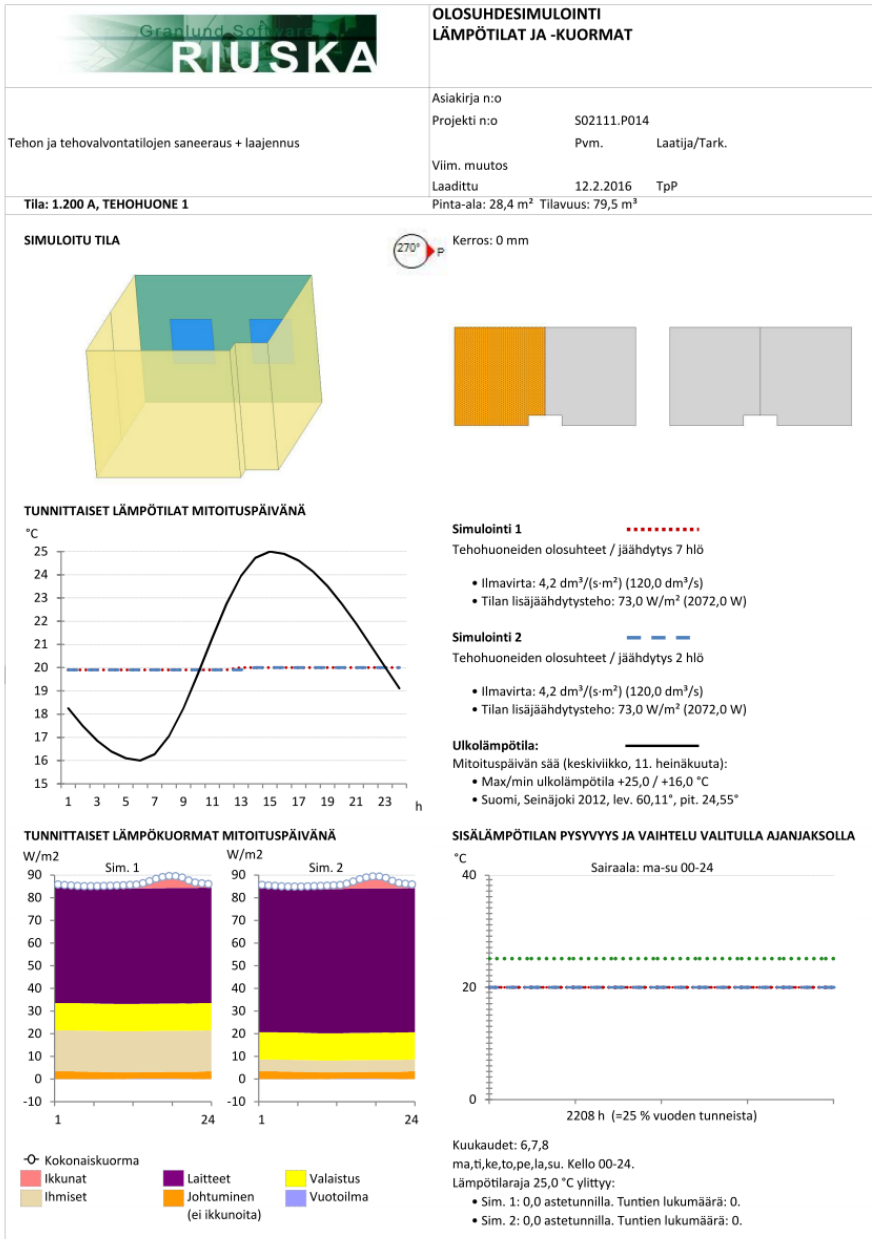 Granlund Software
RIUSKA
OLOSUHDESIMULOINTI
LÄMPÖTILAT JA -KUORMAT
Tehon ja tehovalvontatilojen saneeraus + laajennus
Asiakirja n:o
Projekti n:o S02111.P014
Pvm. Laatija/Tark.
Viim. muutos
Laadittu 12.2.2016 TpP
Tila: 1.200 A, TEHOHUONE 1
Pinta-ala: 28,4 m² Tilavuus: 79,5 m³
SIMULOITU TILA
270° P
Kerros: 0 mm
TUNNITTAISET LÄMPÖTILAT MITOITUSPÄIVÄNÄ
°C
25
24
23
22
21
20
19
18
17
16
15
1 3 5 7 9 11 13 15 17 19 21 23 h
Simulointi 1
Tehohuoneiden olosuhteet / jäähdytys 7 hlö
• Ilmavirta: 4,2 dm³/(s·m²) (120,0 dm³/s)
• Tilan lisäjäähdytysteho: 73,0 W/m² (2072,0 W)
Simulointi 2
Tehohuoneiden olosuhteet / jäähdytys 2 hlö
• Ilmavirta: 4,2 dm³/(s·m²) (120,0 dm³/s)
• Tilan lisäjäähdytysteho: 73,0 W/m² (2072,0 W)
Ulkolämpötila:
Mitoituspäivän sää (keskiviikko, 11. heinäkuuta):
• Max/min ulkolämpötila +25,0 / +16,0 °C
• Suomi, Seinäjoki 2012, lev. 60,11°, pit. 24,55°
TUNNITTAISET LÄMPÖKUORMAT MITOITUSPÄIVÄNÄ
W/m2
Sim. 1
90
80
70
60
50
40
30
20
10
0
-10
1 24
W/m2
Sim. 2
90
80
70
60
50
40
30
20
10
0
-10
1 24
Kokonaiskuorma
Ikkunat Laitteet Valaistus
Ihmiset Johtuminen Vuotoilma
(ei ikkunoita)
SISÄLÄMPÖTILAN PYSYVYYS JA VAIHTELU VALITULLA AJANJAKSOLLA
°C
Sairaala: ma-su 00-24
40
20
0
2208 h (=25 % vuoden tunneista)
Kuukaudet: 6,7,8
ma,ti,ke,to,pe,la,su. Kello 00-24.
Lämpötilaraja 25,0 °C ylittyy:
• Sim. 1: 0,0 astetunnilla. Tuntien lukumäärä: 0.
• Sim. 2: 0,0 astetunnilla. Tuntien lukumäärä: 0.